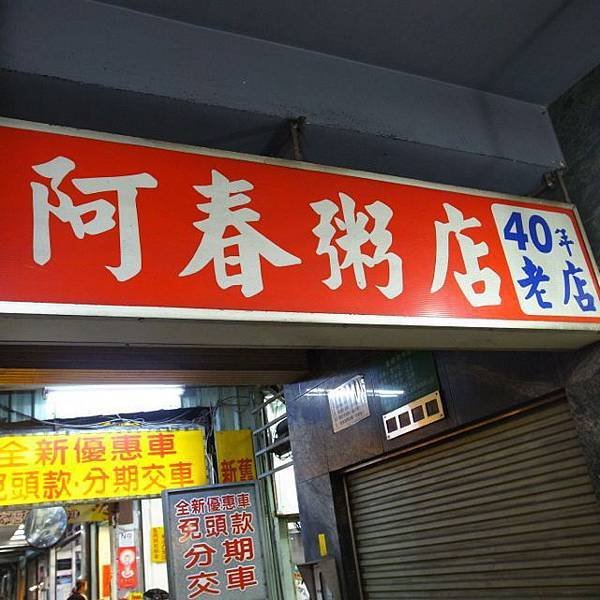 阿春粥店
40年
老店
全新優惠車
免頭款·分期交車
新舊
全新優惠車
免頭款
分期
交車